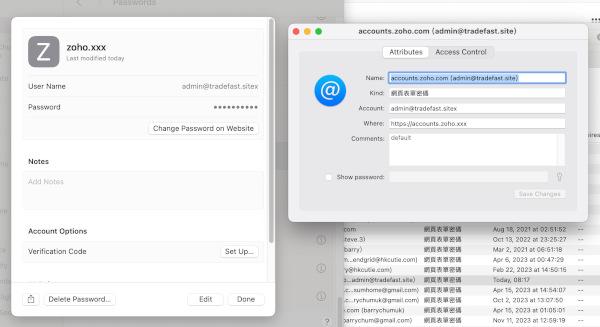 Passwords
Z
zoho.xxx
Last modified today
User Name
admin@tradefast.sitex
Password
••••••••••
Change Password on Website
Notes
Add Notes
Account Options
Verification Code
Set Up...
Delete Password...
Edit
Done
accounts.zoho.com (admin@tradefast.site)
Attributes
Access Control
@
Name: accounts.zoho.com (admin@tradefast.site)
Kind: 網頁表單密碼
Account: admin@tradefast.sitex
Where: https://accounts.zoho.xxx
Comments: default
Show password:
Save Changes
com 網頁表單密碼 Aug 18, 2021 at 02:51:52 --
steve.3) 網頁表單密碼 Oct 13, 2022 at 23:25:27 --
barry) 網頁表單密碼 Mar 2, 2021 at 06:51:18 --
m...endgrid@hkcutie.com) 網頁表單密碼 Apr 6, 2023 at 00:47:29 --
ry@hkcutie.com) 網頁表單密碼 Feb 22, 2023 at 14:50:15 --
m (admin@tradefast.site) 網頁表單密碼 Today, 08:17 --
c...sumhome@gmail.com) 網頁表單密碼 Apr 15, 2023 at 14:54:07 --
c...rychumuk@gmail.com) 網頁表單密碼 Oct 2, 2023 at 13:07:50 --
com (barrychumuk) 網頁表單密碼 Apr 15, 2023 at 01:05:01 --
barrychum@gmail.com) 網頁表單密碼 Nov 11, 2023 at 12:59:19 --